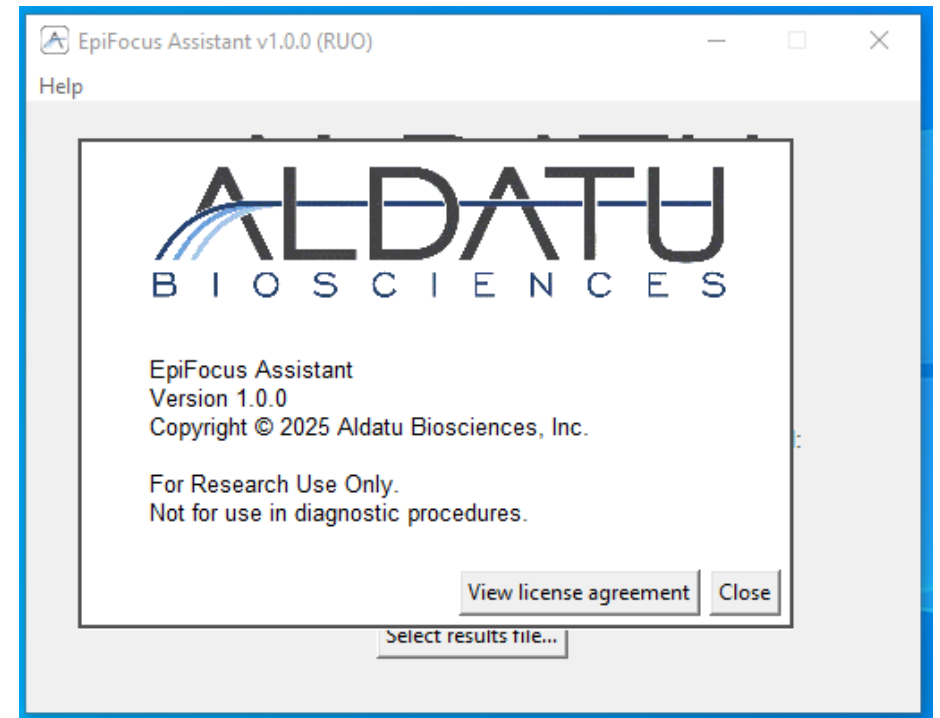 EpiFocus Assistant v1.0.0 (RUO)
Help
ALDATU
BIOSCIENCES
EpiFocus Assistant
Version 1.0.0
Copyright © 2025 Aldatu Biosciences, Inc.
For Research Use Only.
Not for use in diagnostic procedures.
View license agreement Close
Select results file...